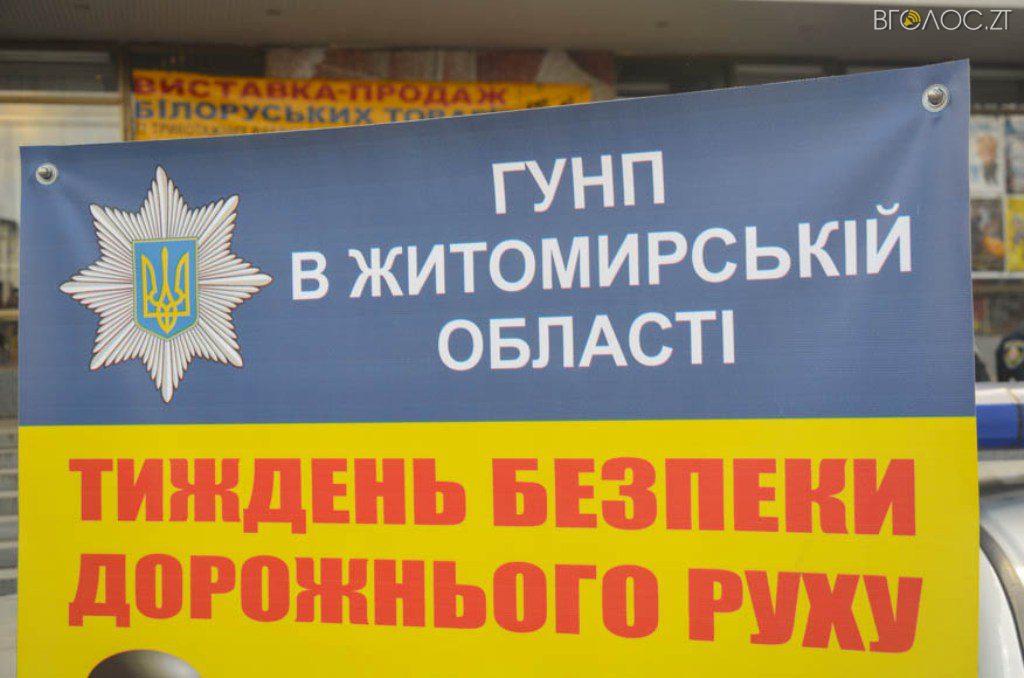 ВГОЛОС.ZT
ВИСТАВКА-ПРОДАЖ
БІЛОРУСЬКИХ
ГУНП
В ЖИТОМИРСЬКІЙ
ОБЛАСТІ
ТИЖДЕНЬ БЕЗПЕКИ
ДОРОЖНЬОГО РУХУ